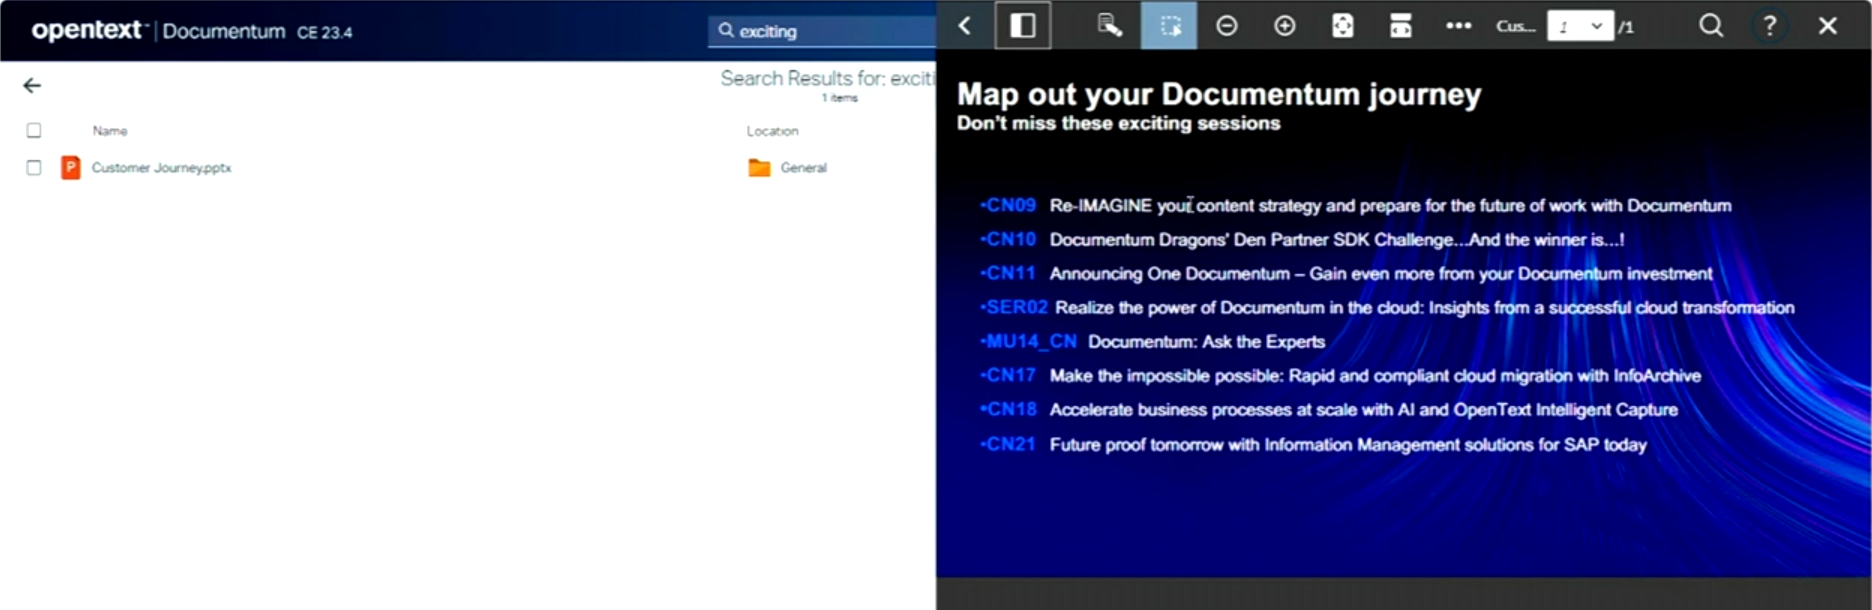 opentext™ | Documentum CE 23.4
exciting
Cus... 1 /1
?
Search Results for: exciti
1 items
Name Location
Customer Journey.pptx General
Map out your Documentum journey
Don't miss these exciting sessions
•CN09 Re-IMAGINE your content strategy and prepare for the future of work with Documentum
•CN10 Documentum Dragons' Den Partner SDK Challenge...And the winner is...!
•CN11 Announcing One Documentum – Gain even more from your Documentum investment
•SER02 Realize the power of Documentum in the cloud: Insights from a successful cloud transformation
•MU14_CN Documentum: Ask the Experts
•CN17 Make the impossible possible: Rapid and compliant cloud migration with InfoArchive
•CN18 Accelerate business processes at scale with AI and OpenText Intelligent Capture
•CN21 Future proof tomorrow with Information Management solutions for SAP today